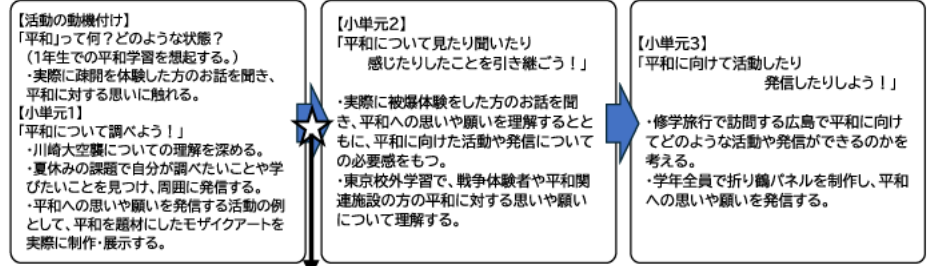 【活動の動機付け】
「平和」って何？どのような状態？
（1年生での平和学習を想起する。）
・実際に疎開を体験した方のお話を聞き、
平和に対する思いに触れる。
【小単元1】
「平和について調べよう！」
・川崎大空襲についての理解を深める。
・夏休みの課題で自分が調べたいことや学
びたいことを見つけ、周囲に発信する。
・平和への思いや願いを発信する活動の例
として、平和を題材にしたモザイクアートを
実際に制作・展示する。
【小単元2】
「平和について見たり聞いたり
感じたりしたことを引き継ごう！」
・実際に被爆体験をした方のお話を聞
き、平和への思いや願いを理解するとと
もに、平和に向けた活動や発信について
の必要感をもつ。
・東京校外学習で、戦争体験者や平和関
連施設の方の平和に対する思いや願い
について理解する。
【小単元3】
「平和に向けて活動したり
発信したりしよう！」
・修学旅行で訪問する広島で平和に向け
てどのような活動や発信ができるのかを
考える。
・学年全員で折り鶴パネルを制作し、平和
への思いや願いを発信する。